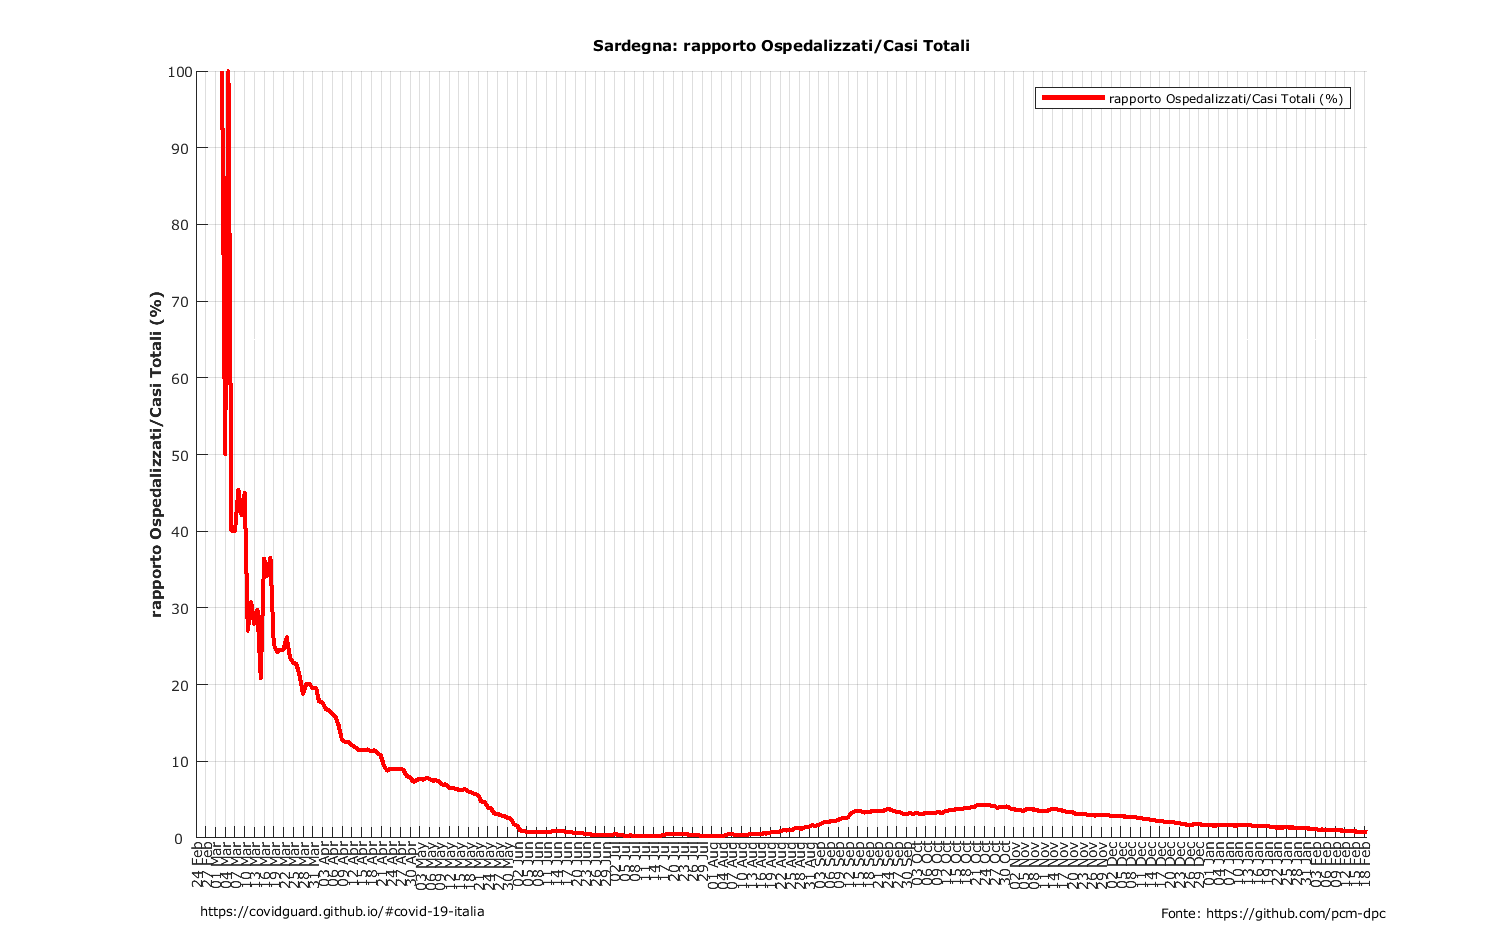 Sardegna: rapporto Ospedalizzati/Casi Totali
rapporto Ospedalizzati/Casi Totali (%)
rapporto Ospedalizzati/Casi Totali (%)
100
90
80
70
60
50
40
30
20
10
0
24 Feb
27 Feb
01 Mar
04 Mar
07 Mar
10 Mar
13 Mar
16 Mar
19 Mar
22 Mar
25 Mar
28 Mar
31 Mar
03 Apr
06 Apr
09 Apr
12 Apr
15 Apr
18 Apr
21 Apr
24 Apr
27 Apr
30 Apr
03 May
06 May
09 May
12 May
15 May
18 May
21 May
24 May
27 May
30 May
02 Jun
05 Jun
08 Jun
11 Jun
14 Jun
17 Jun
20 Jun
23 Jun
26 Jun
29 Jun
02 Jul
05 Jul
08 Jul
11 Jul
14 Jul
17 Jul
20 Jul
23 Jul
26 Jul
29 Jul
01 Aug
04 Aug
07 Aug
10 Aug
13 Aug
16 Aug
19 Aug
22 Aug
25 Aug
28 Aug
31 Aug
03 Sep
06 Sep
09 Sep
12 Sep
15 Sep
18 Sep
21 Sep
24 Sep
27 Sep
30 Sep
03 Oct
06 Oct
09 Oct
12 Oct
15 Oct
18 Oct
21 Oct
24 Oct
27 Oct
30 Oct
02 Nov
05 Nov
08 Nov
11 Nov
14 Nov
17 Nov
20 Nov
23 Nov
26 Nov
29 Nov
02 Dec
05 Dec
08 Dec
11 Dec
14 Dec
17 Dec
20 Dec
23 Dec
26 Dec
29 Dec
01 Jan
04 Jan
07 Jan
10 Jan
13 Jan
16 Jan
19 Jan
22 Jan
25 Jan
28 Jan
31 Jan
03 Feb
06 Feb
09 Feb
12 Feb
15 Feb
18 Feb
https://covidguard.github.io/#covid-19-italia
Fonte: https://github.com/pcm-dpc